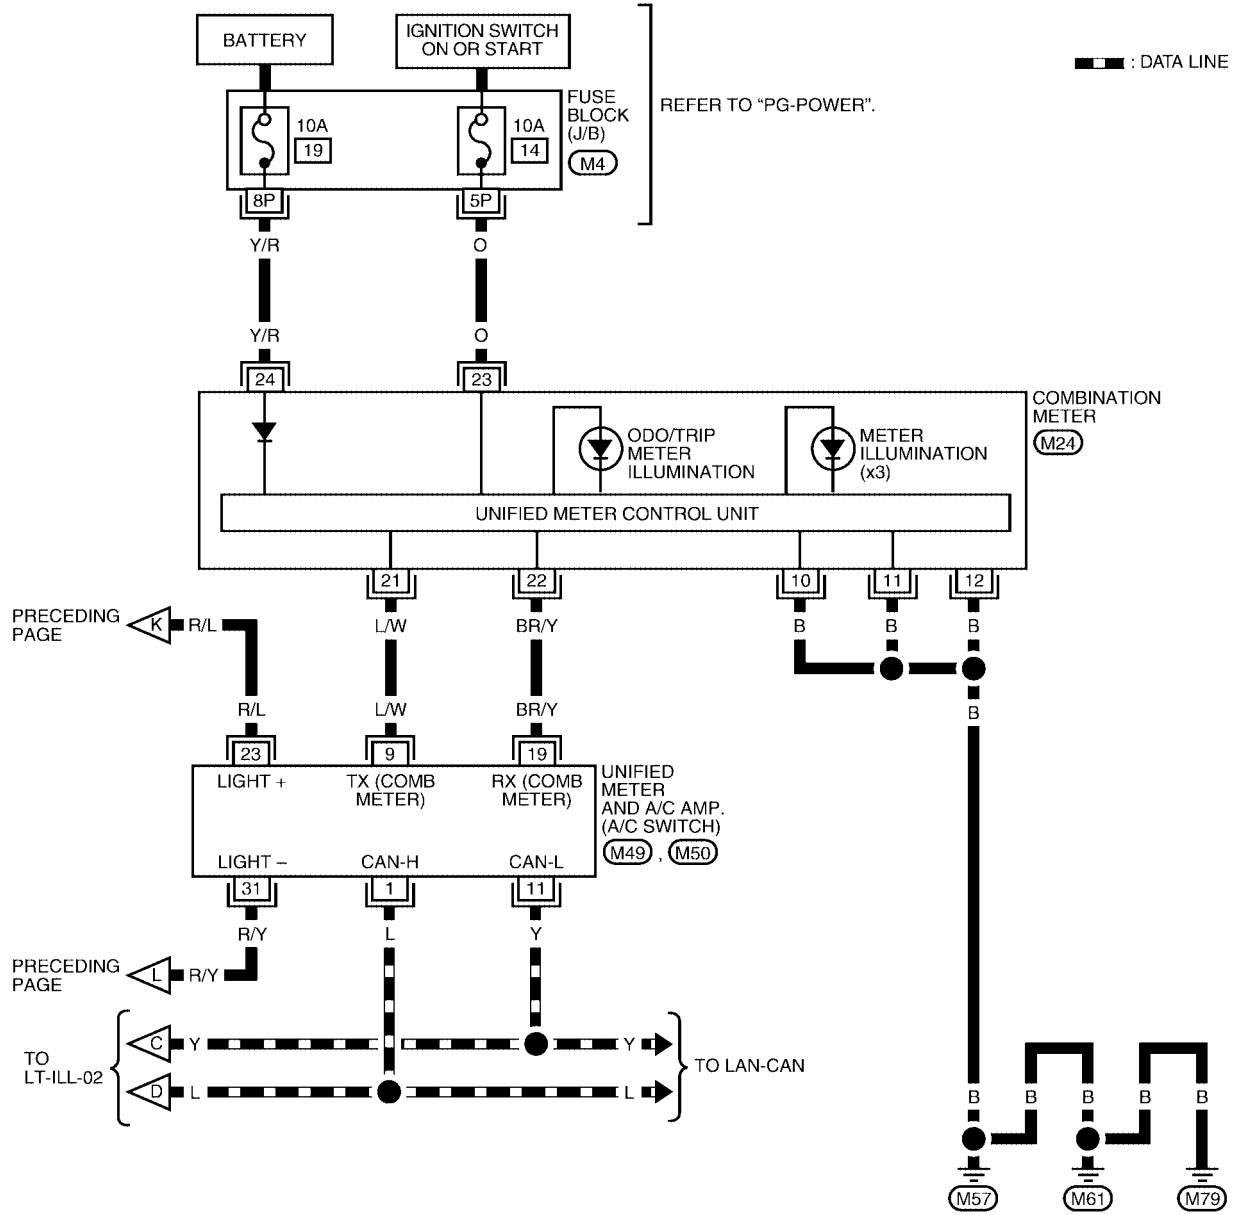 BATTERY
IGNITION SWITCH
ON OR START
: DATA LINE
FUSE
BLOCK
(J/B)
M4
REFER TO “PG-POWER”.
10A
19
10A
14
8P
5P
Y/R
O
Y/R
O
24
23
COMBINATION
METER
M24
ODO/TRIP
METER
ILLUMINATION
METER
ILLUMINATION
(x3)
UNIFIED METER CONTROL UNIT
21
22
10
11
12
PRECEDING
PAGE
K
R/L
L/W
BR/Y
B
B
B
R/L
L/W
BR/Y
B
23
9
19
LIGHT +
TX (COMB
METER)
RX (COMB
METER)
UNIFIED
METER
AND A/C AMP.
(A/C SWITCH)
M49 , M50
LIGHT –
CAN-H
CAN-L
31
1
11
R/Y
L
Y
PRECEDING
PAGE
L
R/Y
TO
LT-ILL-02
C
Y
Y
D
L
L
TO LAN-CAN
B
B
B
B
B
M57
M61
M79